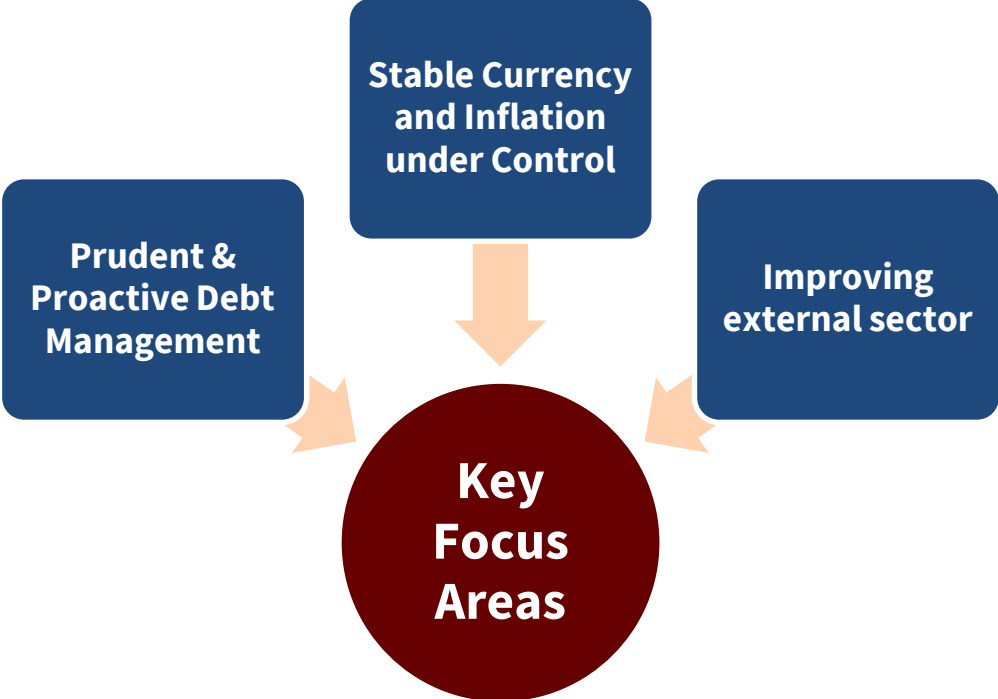 Stable Currency
and Inflation
under Control
Prudent &
Proactive Debt
Management
Improving
external sector
Key
Focus
Areas